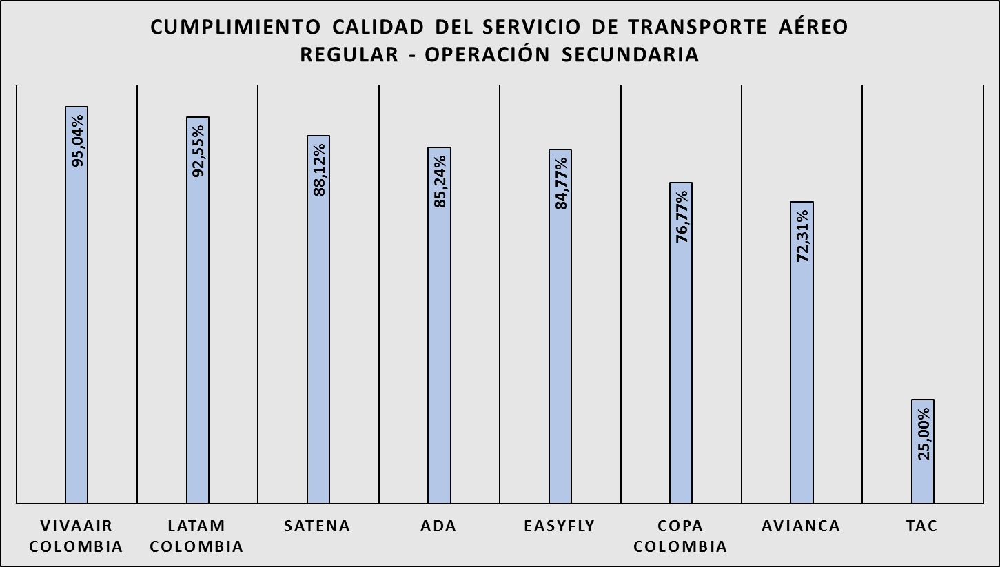 CUMPLIMIENTO CALIDAD DEL SERVICIO DE TRANSPORTE AÉREO
REGULAR - OPERACIÓN SECUNDARIA
95,04%
92,55%
88,12%
85,24%
84,77%
76,77%
72,31%
25,00%
VIVAAIR COLOMBIA
LATAM COLOMBIA
SATENA
ADA
EASYFLY
COPA COLOMBIA
AVIANCA
TAC